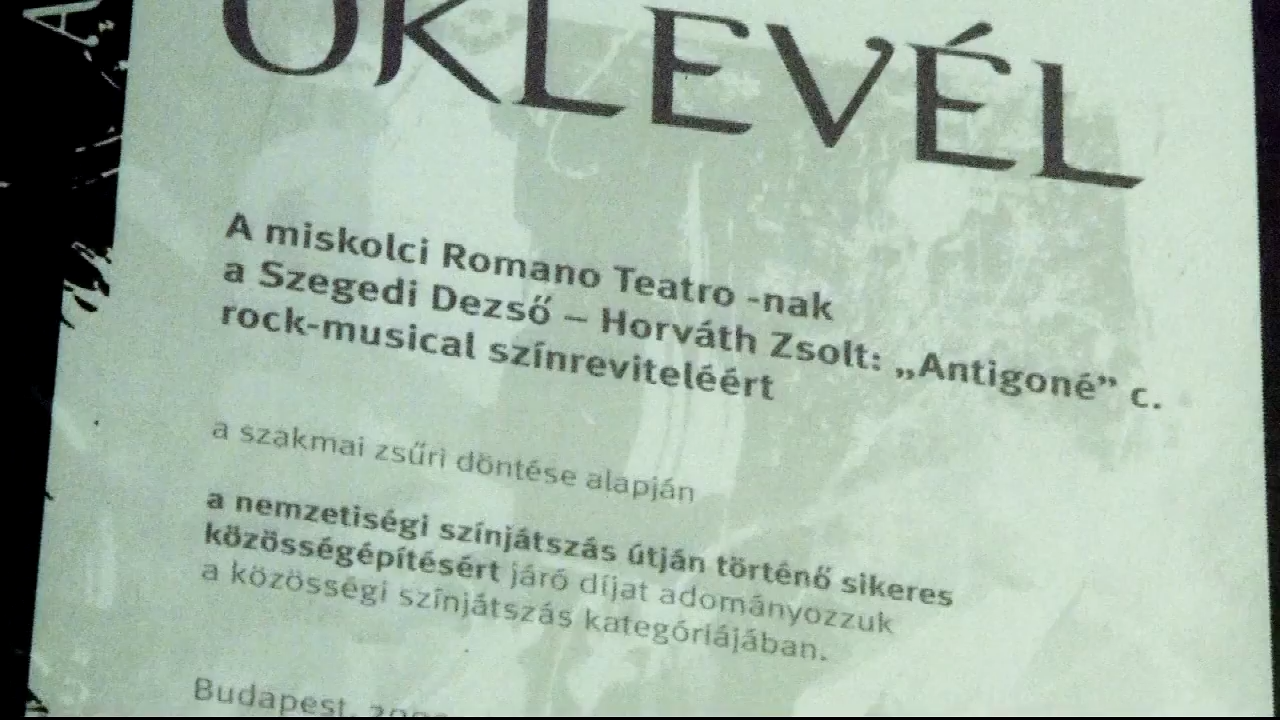 OKLEVÉL
A miskolci Romano Teatro -nak
a Szegedi Dezső – Horváth Zsolt: „Antigoné” c.
rock-musical színreviteléért
a szakmai zsűri döntése alapján
a nemzetiségi színjátszás útján történő sikeres
közösségépítésért járó díjat adományozzuk
a közösségi színjátszás kategóriájában.
Budapest,